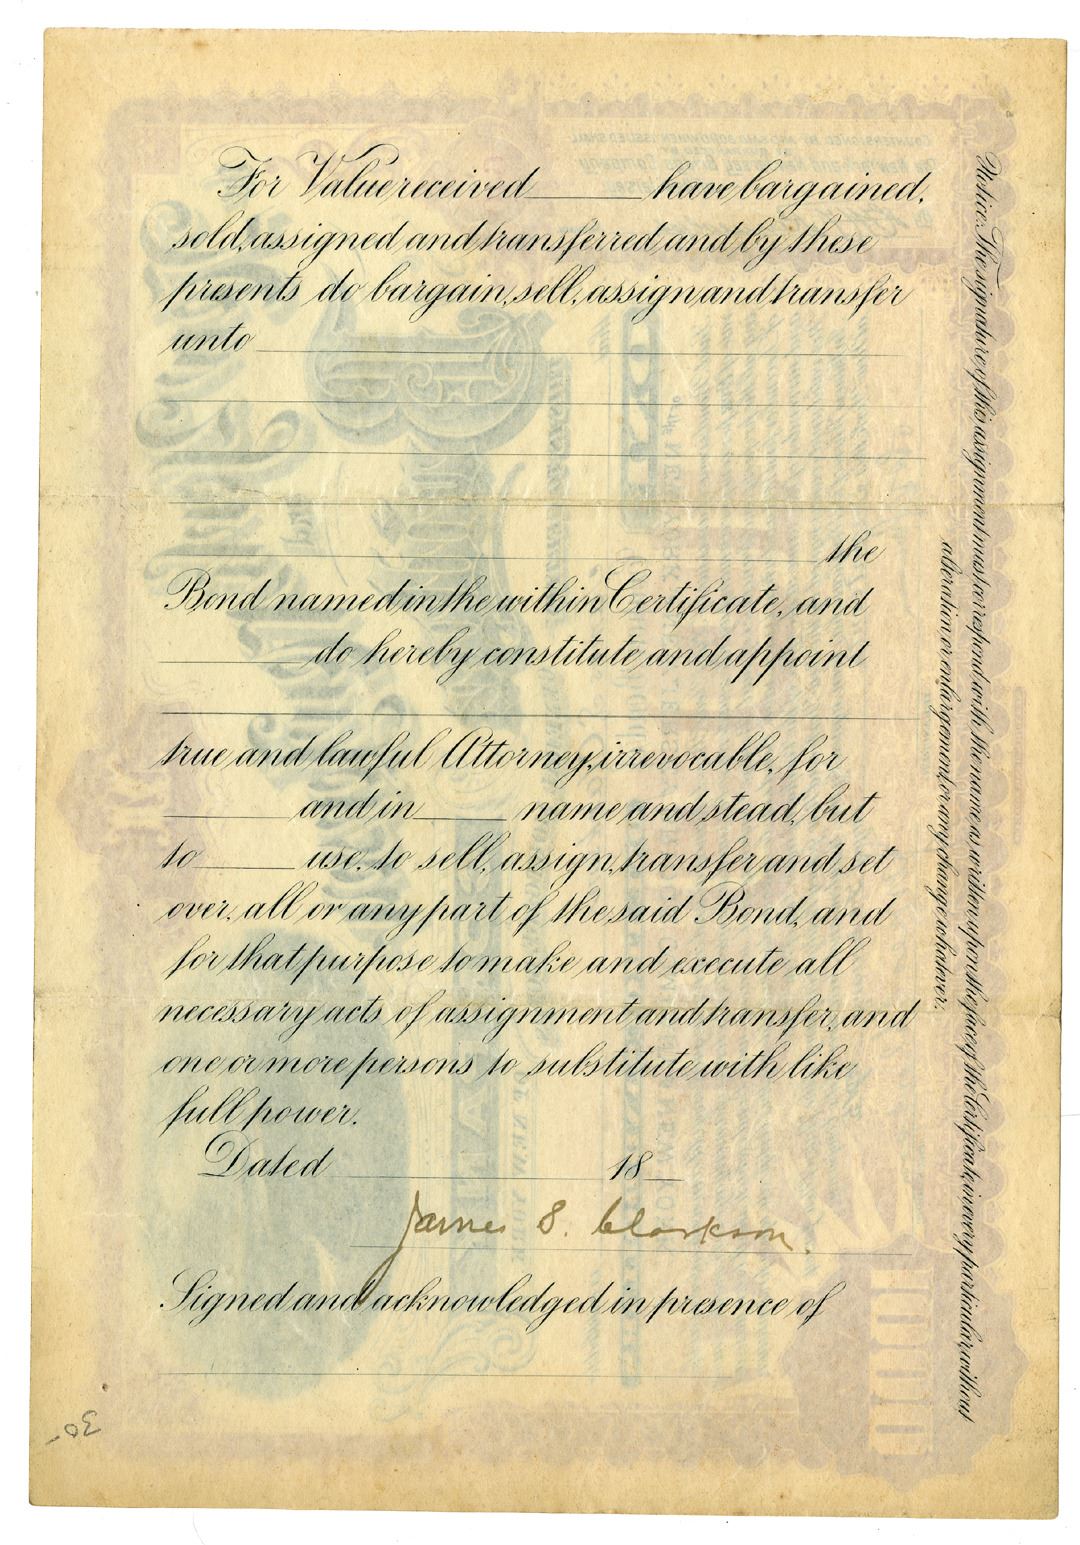 For Value received ______ have bargained,
sold, assigned and transferred and by these
presents do bargain, sell, assign and transfer
unto
the
Bond named in the within Certificate, and
______ do hereby constitute and appoint
true and lawful Attorney, irrevocable, for
______ and in ______ name and stead, but
to ______ use, to sell, assign, transfer and set
over, all or any part of the said Bond, and
for that purpose to make and execute all
necessary acts of assignment and transfer, and
one or more persons to substitute with like
full power.
Dated ______ 18__
James S. Clarkson.
Signed and acknowledged in presence of
Notice: The signature of this assignment must correspond with the name as written upon the face of the Certificate, in every particular, without
alteration or enlargement, or any change whatever.
30-